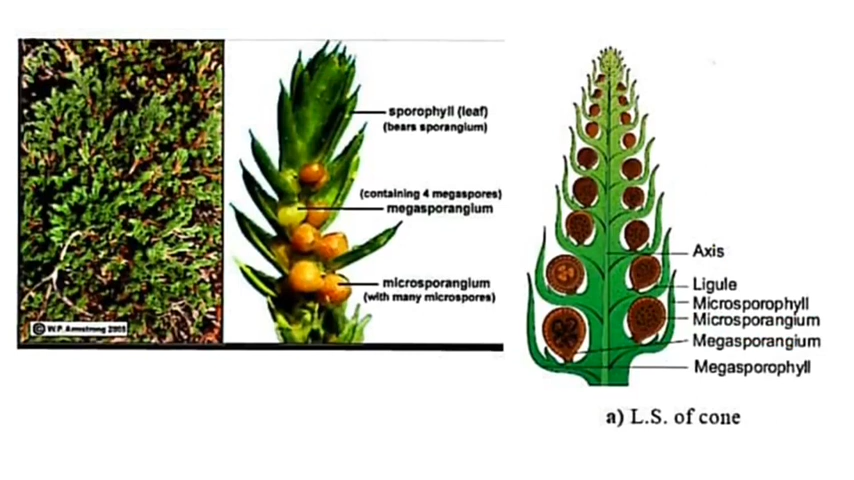 sporophyll (leaf)
(bears sporangium)
(containing 4 megaspores)
megasporangium
microsporangium
(with many microspores)
© W.P. Armstrong 2005
Axis
Ligule
Microsporophyll
Microsporangium
Megasporangium
Megasporophyll
a) L.S. of cone